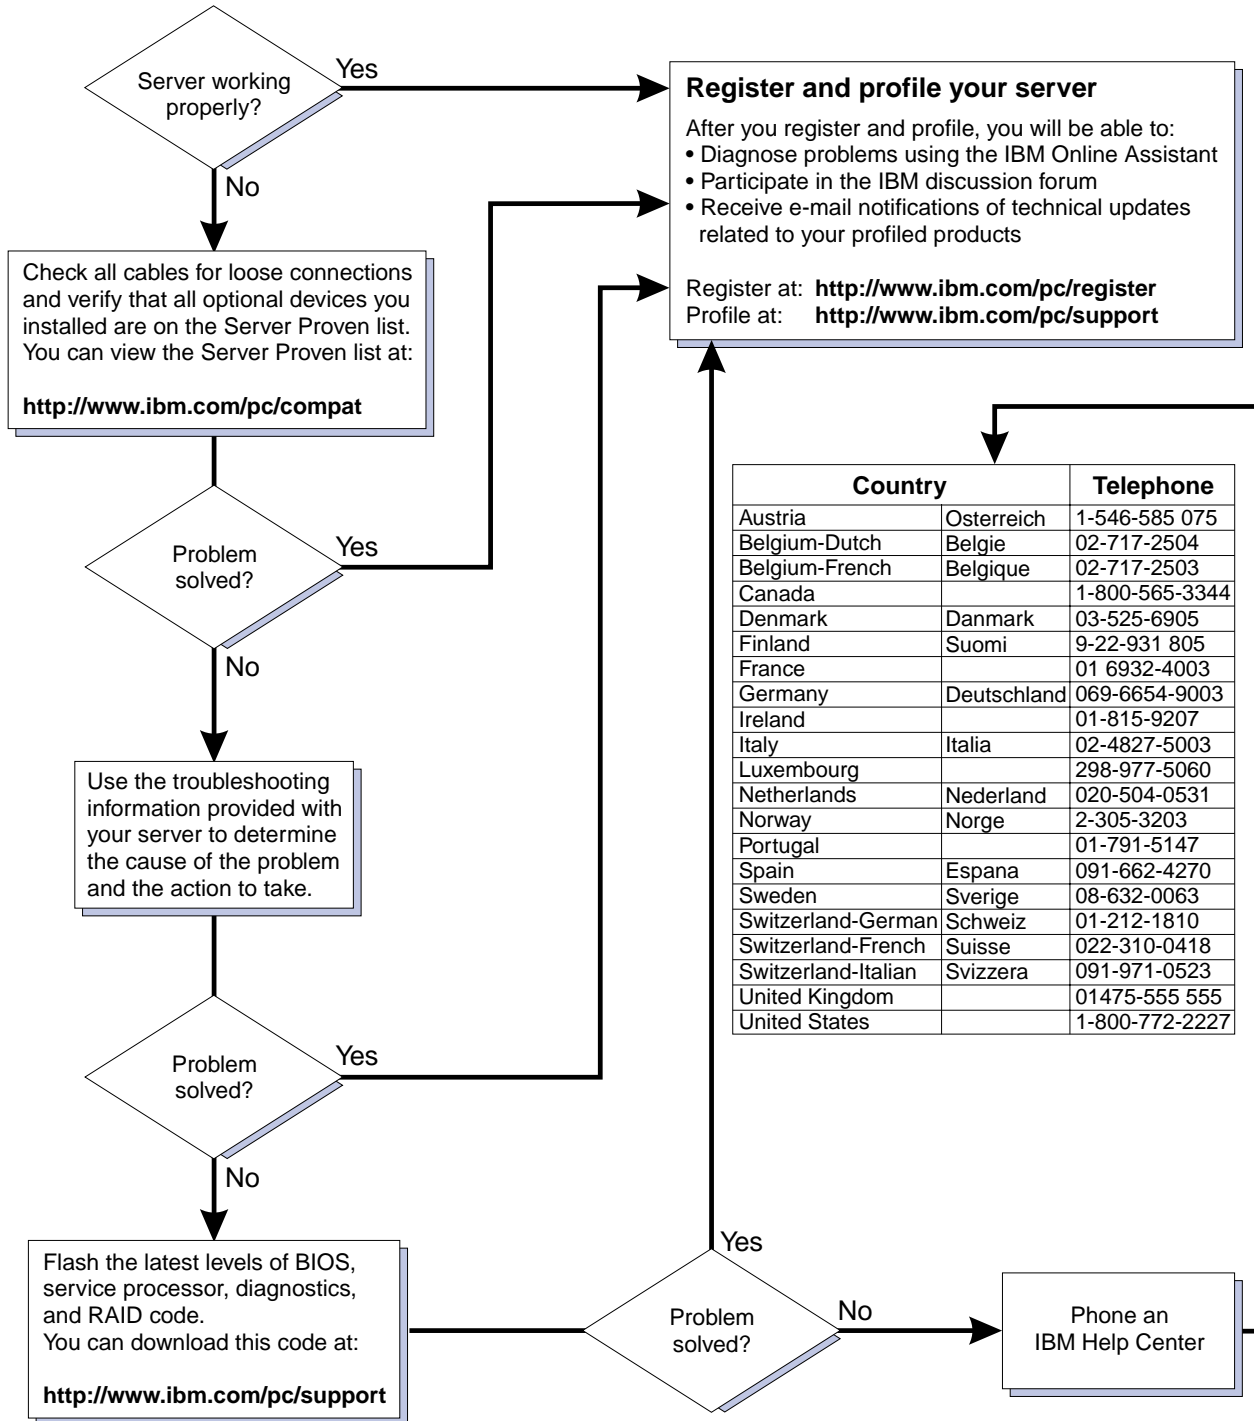 Server working
properly?
Yes
No
Register and profile your server
After you register and profile, you will be able to:
• Diagnose problems using the IBM Online Assistant
• Participate in the IBM discussion forum
• Receive e-mail notifications of technical updates
related to your profiled products
Register at: http://www.ibm.com/pc/register
Profile at: http://www.ibm.com/pc/support
Check all cables for loose connections
and verify that all optional devices you
installed are on the Server Proven list.
You can view the Server Proven list at:
http://www.ibm.com/pc/compat
Problem
solved?
Yes
No
Use the troubleshooting
information provided with
your server to determine
the cause of the problem
and the action to take.
Problem
solved?
Yes
No
Flash the latest levels of BIOS,
service processor, diagnostics,
and RAID code.
You can download this code at:
http://www.ibm.com/pc/support
Problem
solved?
Yes
No
Phone an
IBM Help Center
Country Telephone
Austria Osterreich 1-546-585 075
Belgium-Dutch Belgie 02-717-2504
Belgium-French Belgique 02-717-2503
Canada 1-800-565-3344
Denmark Danmark 03-525-6905
Finland Suomi 9-22-931 805
France 01 6932-4003
Germany Deutschland 069-6654-9003
Ireland 01-815-9207
Italy Italia 02-4827-5003
Luxembourg 298-977-5060
Netherlands Nederland 020-504-0531
Norway Norge 2-305-3203
Portugal 01-791-5147
Spain Espana 091-662-4270
Sweden Sverige 08-632-0063
Switzerland-German Schweiz 01-212-1810
Switzerland-French Suisse 022-310-0418
Switzerland-Italian Svizzera 091-971-0523
United Kingdom 01475-555 555
United States 1-800-772-2227